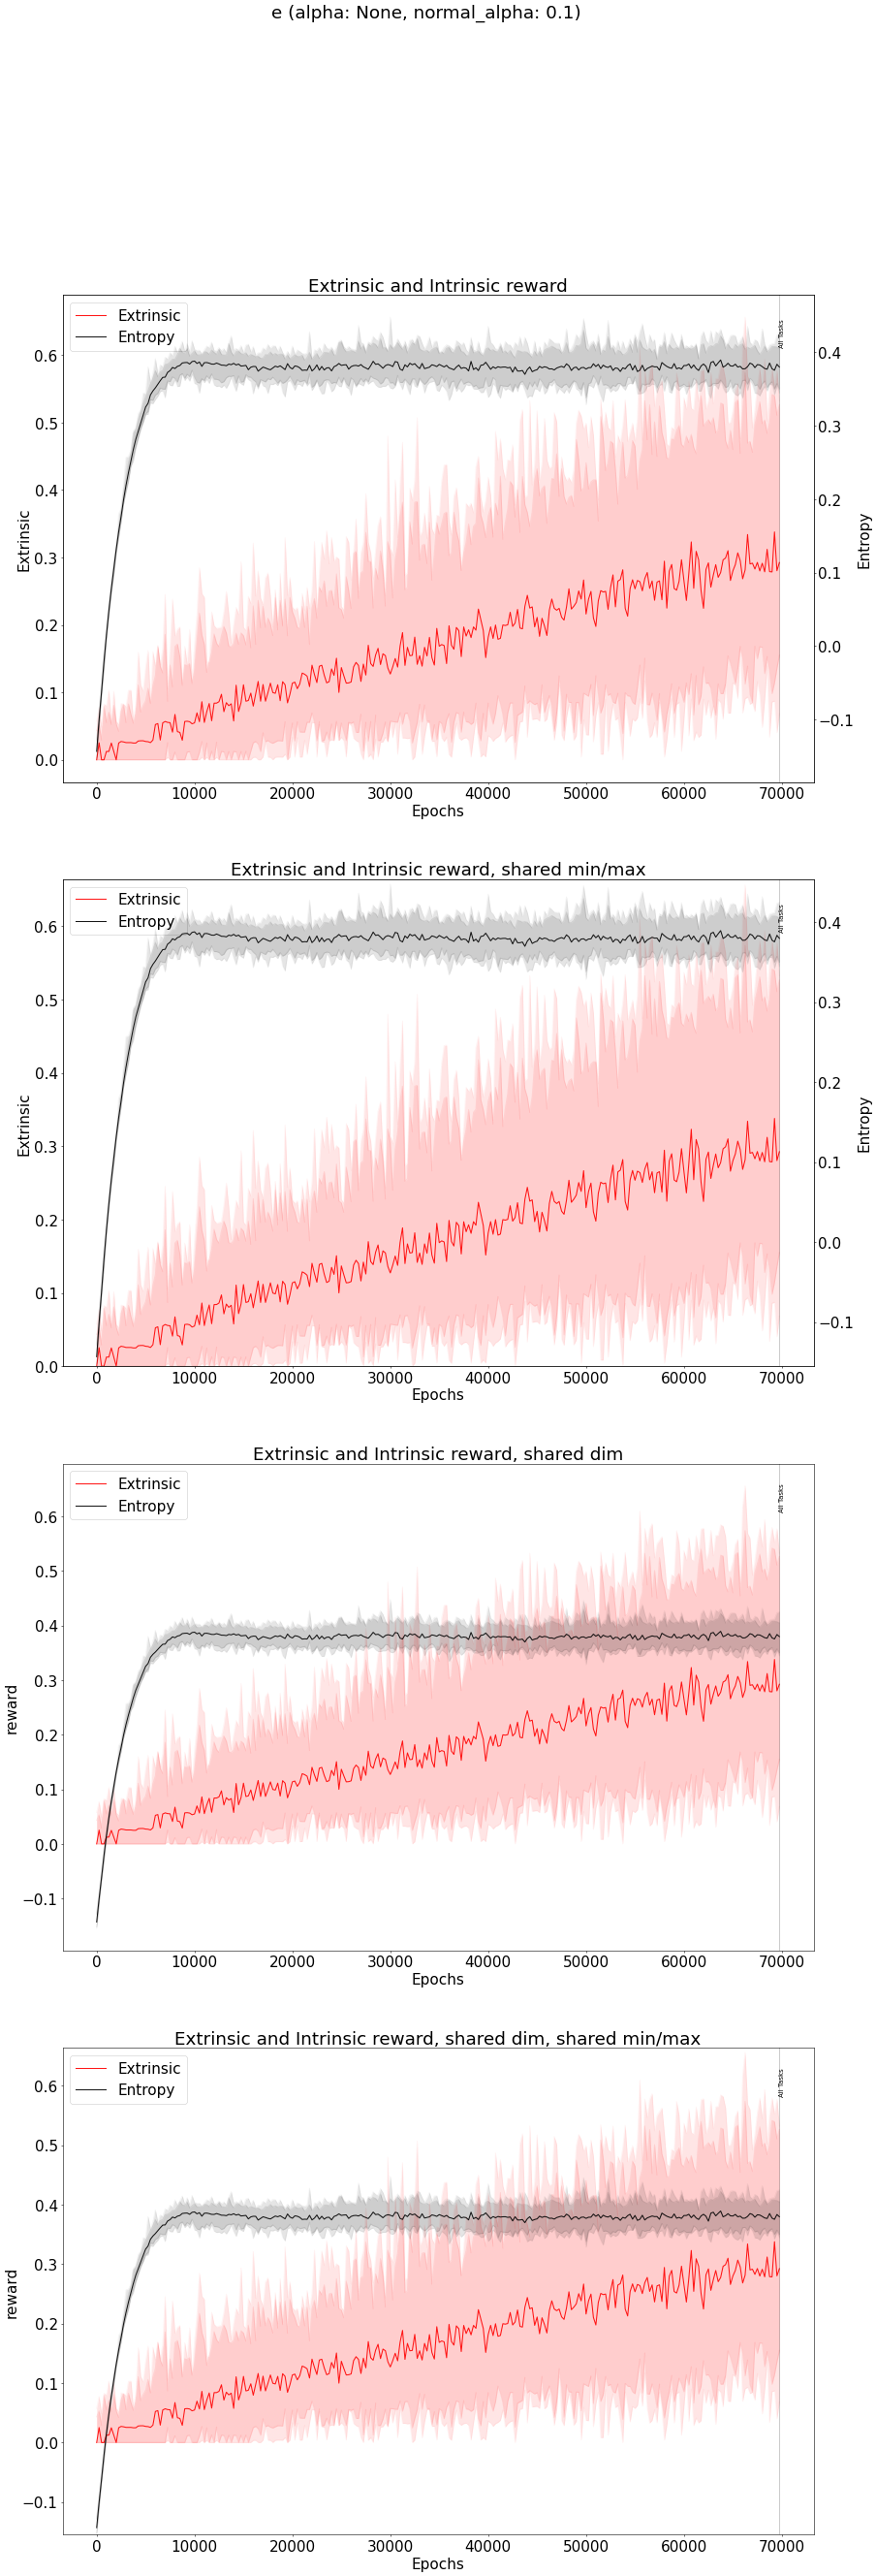 e (alpha: None, normal_alpha: 0.1)
Extrinsic and Intrinsic reward
Extrinsic
Entropy
All Tasks
0.6
0.5
0.4
0.3
0.2
0.1
0.0
Extrinsic
0.4
0.3
0.2
0.1
0.0
−0.1
Entropy
0 10000 20000 30000 40000 50000 60000 70000
Epochs
Extrinsic and Intrinsic reward, shared min/max
Extrinsic
Entropy
All Tasks
0.6
0.5
0.4
0.3
0.2
0.1
0.0
Extrinsic
0.4
0.3
0.2
0.1
0.0
−0.1
Entropy
0 10000 20000 30000 40000 50000 60000 70000
Epochs
Extrinsic and Intrinsic reward, shared dim
Extrinsic
Entropy
All Tasks
0.6
0.5
0.4
0.3
0.2
0.1
0.0
−0.1
reward
0 10000 20000 30000 40000 50000 60000 70000
Epochs
Extrinsic and Intrinsic reward, shared dim, shared min/max
Extrinsic
Entropy
All Tasks
0.6
0.5
0.4
0.3
0.2
0.1
0.0
−0.1
reward
0 10000 20000 30000 40000 50000 60000 70000
Epochs